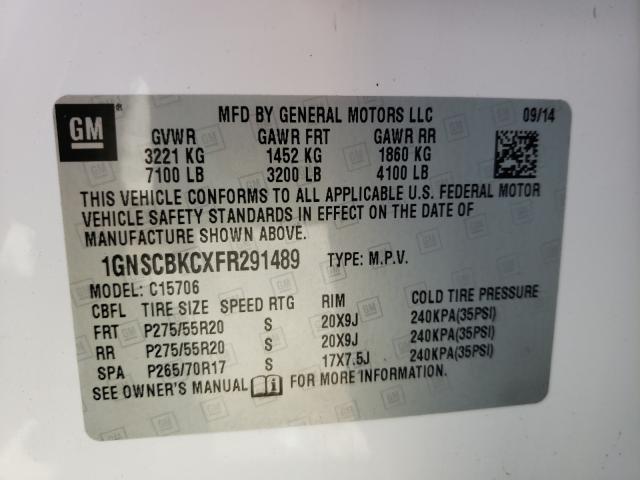 GM ®
MFD BY GENERAL MOTORS LLC 09/14
GVWR GAWR FRT GAWR RR
3221 KG 1452 KG 1860 KG
7100 LB 3200 LB 4100 LB
THIS VEHICLE CONFORMS TO ALL APPLICABLE U.S. FEDERAL MOTOR
VEHICLE SAFETY STANDARDS IN EFFECT ON THE DATE OF
MANUFACTURE SHOWN ABOVE.
1GNSCBKCXFR291489 TYPE: M.P.V.
MODEL: C15706
CBFL TIRE SIZE SPEED RTG RIM COLD TIRE PRESSURE
FRT P275/55R20 S 20X9J 240KPA(35PSI)
RR P275/55R20 S 20X9J 240KPA(35PSI)
SPA P265/70R17 S 17X7.5J 240KPA(35PSI)
SEE OWNER'S MANUAL i FOR MORE INFORMATION.